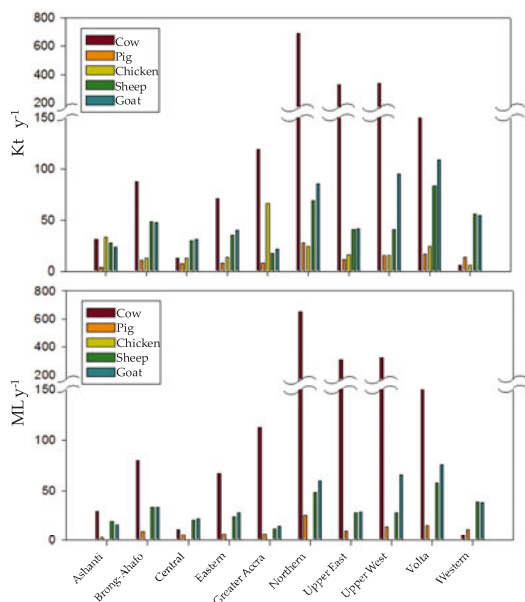 800
600
400
200
150
100
50
0
Kt y-1
Cow
Pig
Chicken
Sheep
Goat
800
600
400
200
150
100
50
0
ML y-1
Cow
Pig
Chicken
Sheep
Goat
Ashanti
Brong-Ahafo
Central
Eastern
Greater Accra
Northern
Upper East
Upper West
Volta
Western